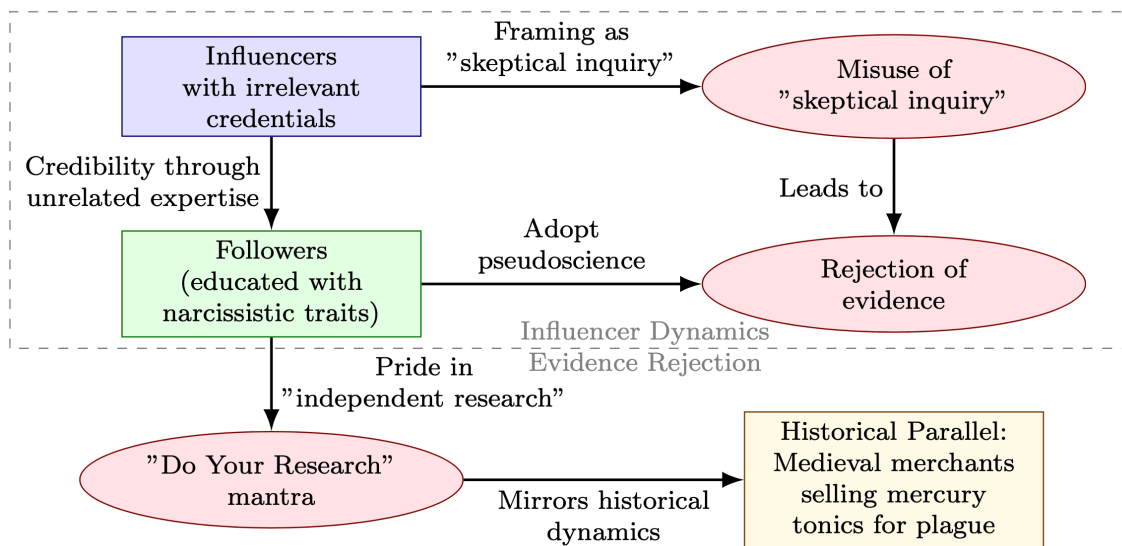 Influencers
with irrelevant
credentials
Framing as
”skeptical inquiry”
Misuse of
”skeptical inquiry”
Credibility through
unrelated expertise
Leads to
Followers
(educated with
narcissistic traits)
Adopt
pseudoscience
Rejection of
evidence
Influencer Dynamics
Evidence Rejection
Pride in
”independent research”
”Do Your Research”
mantra
Mirrors historical
dynamics
Historical Parallel:
Medieval merchants
selling mercury
tonics for plague